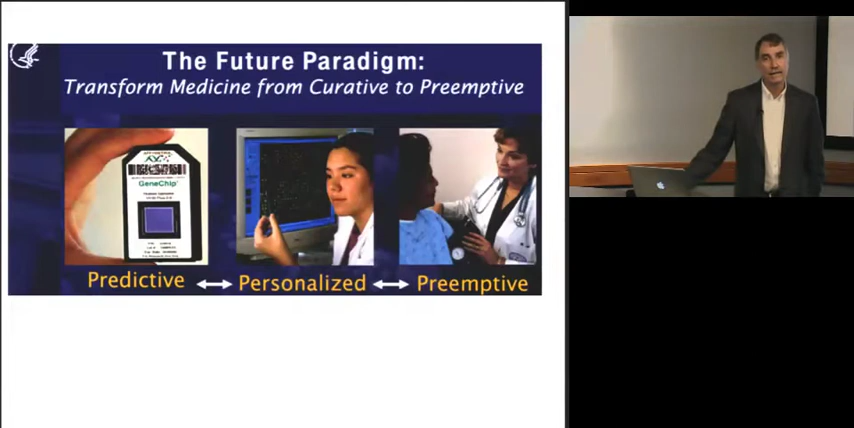 The Future Paradigm:
Transform Medicine from Curative to Preemptive
GeneChip
Predictive
Personalized
Preemptive